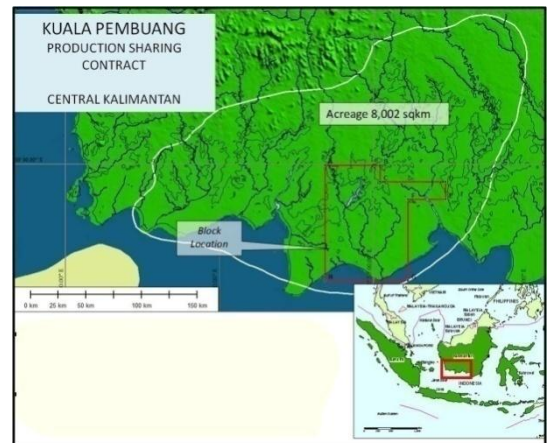 KUALA PEMBUANG
PRODUCTION SHARING
CONTRACT
CENTRAL KALIMANTAN
Acreage 8,002 sqkm
Block
Location
0 km 25 km 50 km 100 km 150 km
PHILIPPINES
INDONESIA